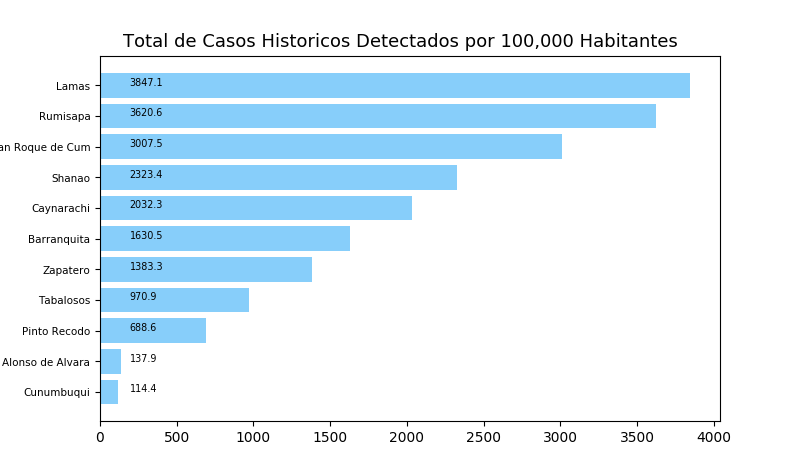 Total de Casos Historicos Detectados por 100,000 Habitantes
Lamas 3847.1
Rumisapa 3620.6
an Roque de Cum 3007.5
Shanao 2323.4
Caynarachi 2032.3
Barranquita 1630.5
Zapatero 1383.3
Tabalosos 970.9
Pinto Recodo 688.6
Alonso de Alvara 137.9
Cunumbuqui 114.4
0 500 1000 1500 2000 2500 3000 3500 4000